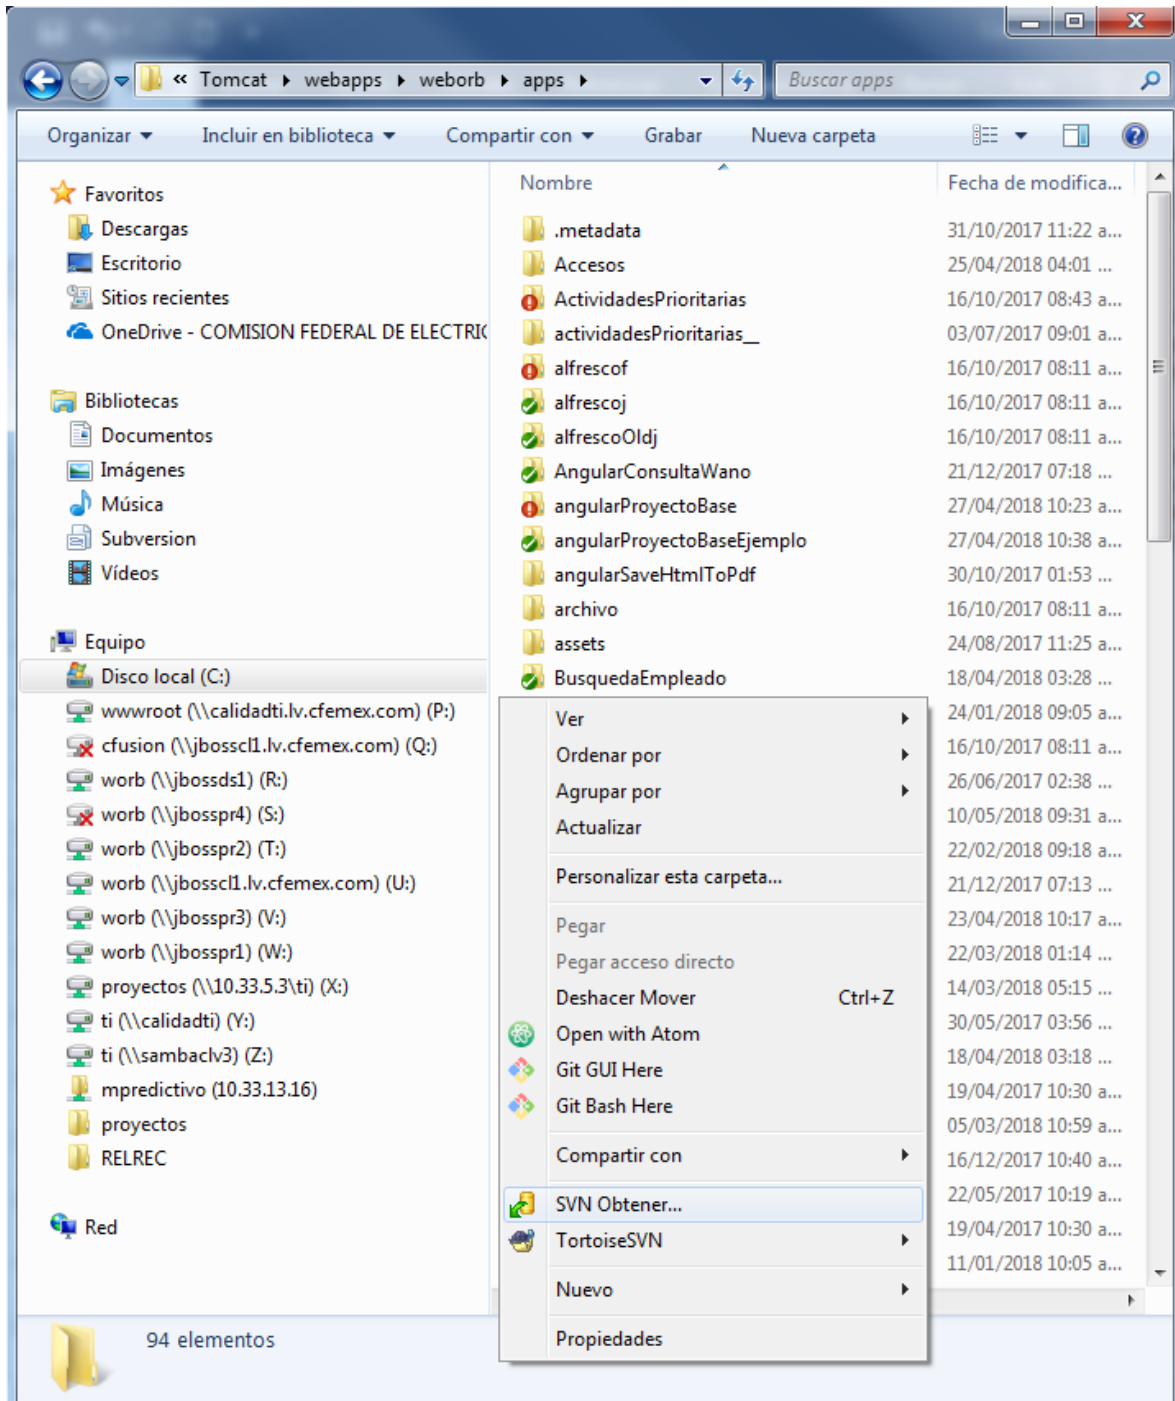 « Tomcat webapps weborb apps
Buscar apps
Organizar Incluir en biblioteca Compartir con Grabar Nueva carpeta
Favoritos
Descargas
Escritorio
Sitios recientes
OneDrive - COMISION FEDERAL DE ELECTRIC
Bibliotecas
Documentos
Imágenes
Música
Subversion
Vídeos
Equipo
Disco local (C:)
wwwroot (\\calidadti.lv.cfemex.com) (P:)
cfusion (\\jbosscl1.lv.cfemex.com) (Q:)
worb (\\jbossds1) (R:)
worb (\\jbosspr4) (S:)
worb (\\jbosspr2) (T:)
worb (\\jbosscl1.lv.cfemex.com) (U:)
worb (\\jbosspr3) (V:)
worb (\\jbosspr1) (W:)
proyectos (\\10.33.5.3\ti) (X:)
ti (\\calidadti) (Y:)
ti (\\sambaclv3) (Z:)
mpredictivo (10.33.13.16)
proyectos
RELREC
Red
Nombre Fecha de modifica...
.metadata 31/10/2017 11:22 a...
Accesos 25/04/2018 04:01 ...
ActividadesPrioritarias 16/10/2017 08:43 a...
actividadesPrioritarias__ 03/07/2017 09:01 a...
alfrescof 16/10/2017 08:11 a...
alfrescoj 16/10/2017 08:11 a...
alfrescoOldj 16/10/2017 08:11 a...
AngularConsultaWano 21/12/2017 07:18 ...
angularProyectoBase 27/04/2018 10:23 a...
angularProyectoBaseEjemplo 27/04/2018 10:38 a...
angularSaveHtmlToPdf 30/10/2017 01:53 ...
archivo 16/10/2017 08:11 a...
assets 24/08/2017 11:25 a...
BusquedaEmpleado 18/04/2018 03:28 ...
24/01/2018 09:05 a...
16/10/2017 08:11 a...
26/06/2017 02:38 ...
10/05/2018 09:31 a...
22/02/2018 09:18 a...
21/12/2017 07:13 ...
23/04/2018 10:17 a...
22/03/2018 01:14 ...
14/03/2018 05:15 ...
30/05/2017 03:56 ...
18/04/2018 03:18 ...
19/04/2017 10:30 a...
05/03/2018 10:59 a...
16/12/2017 10:40 a...
22/05/2017 10:19 a...
19/04/2017 10:30 a...
11/01/2018 10:05 a...
Ver
Ordenar por
Agrupar por
Actualizar
Personalizar esta carpeta...
Pegar
Pegar acceso directo
Deshacer Mover Ctrl+Z
Open with Atom
Git GUI Here
Git Bash Here
Compartir con
SVN Obtener...
TortoiseSVN
Nuevo
Propiedades
94 elementos